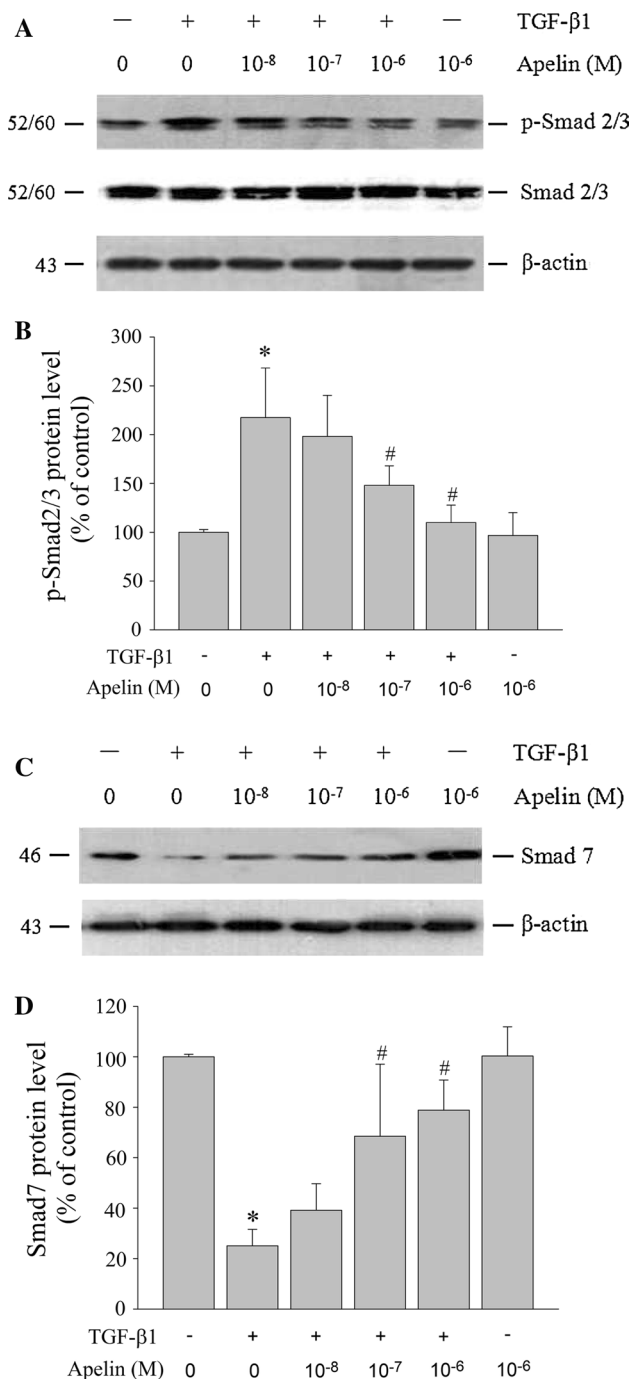 A
— + + + + — TGF-β1
0 0 10⁻⁸ 10⁻⁷ 10⁻⁶ 10⁻⁶ Apelin (M)
52/60 — — p-Smad 2/3
52/60 — — Smad 2/3
43 — — β-actin
B
p-Smad2/3 protein level
(% of control)
300
250
200
150
100
50
0
*
#
#
TGF-β1 - + + + + -
Apelin (M) 0 0 10⁻⁸ 10⁻⁷ 10⁻⁶ 10⁻⁶
C
— + + + + — TGF-β1
0 0 10⁻⁸ 10⁻⁷ 10⁻⁶ 10⁻⁶ Apelin (M)
46 — — Smad 7
43 — — β-actin
D
Smad7 protein level
(% of control)
120
100
80
60
40
20
0
*
#
#
TGF-β1 - + + + + -
Apelin (M) 0 0 10⁻⁸ 10⁻⁷ 10⁻⁶ 10⁻⁶